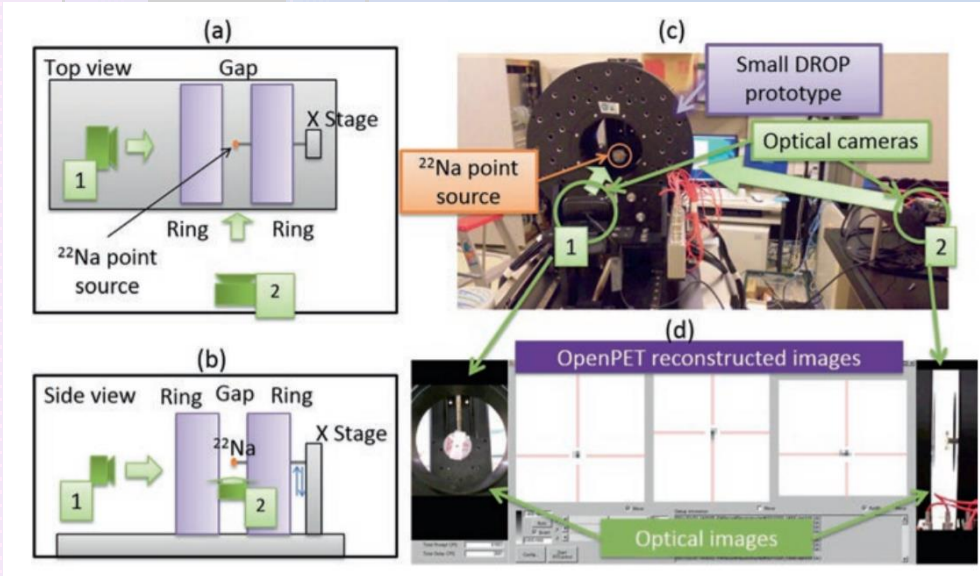 (a)
Top view
Gap
X Stage
1
Ring
Ring
²²Na point
source
2
(b)
Side view
Ring
Gap
Ring
X Stage
²²Na
1
2
(c)
Small DROP
prototype
Optical cameras
²²Na point
source
1
2
(d)
OpenPET reconstructed images
Optical images